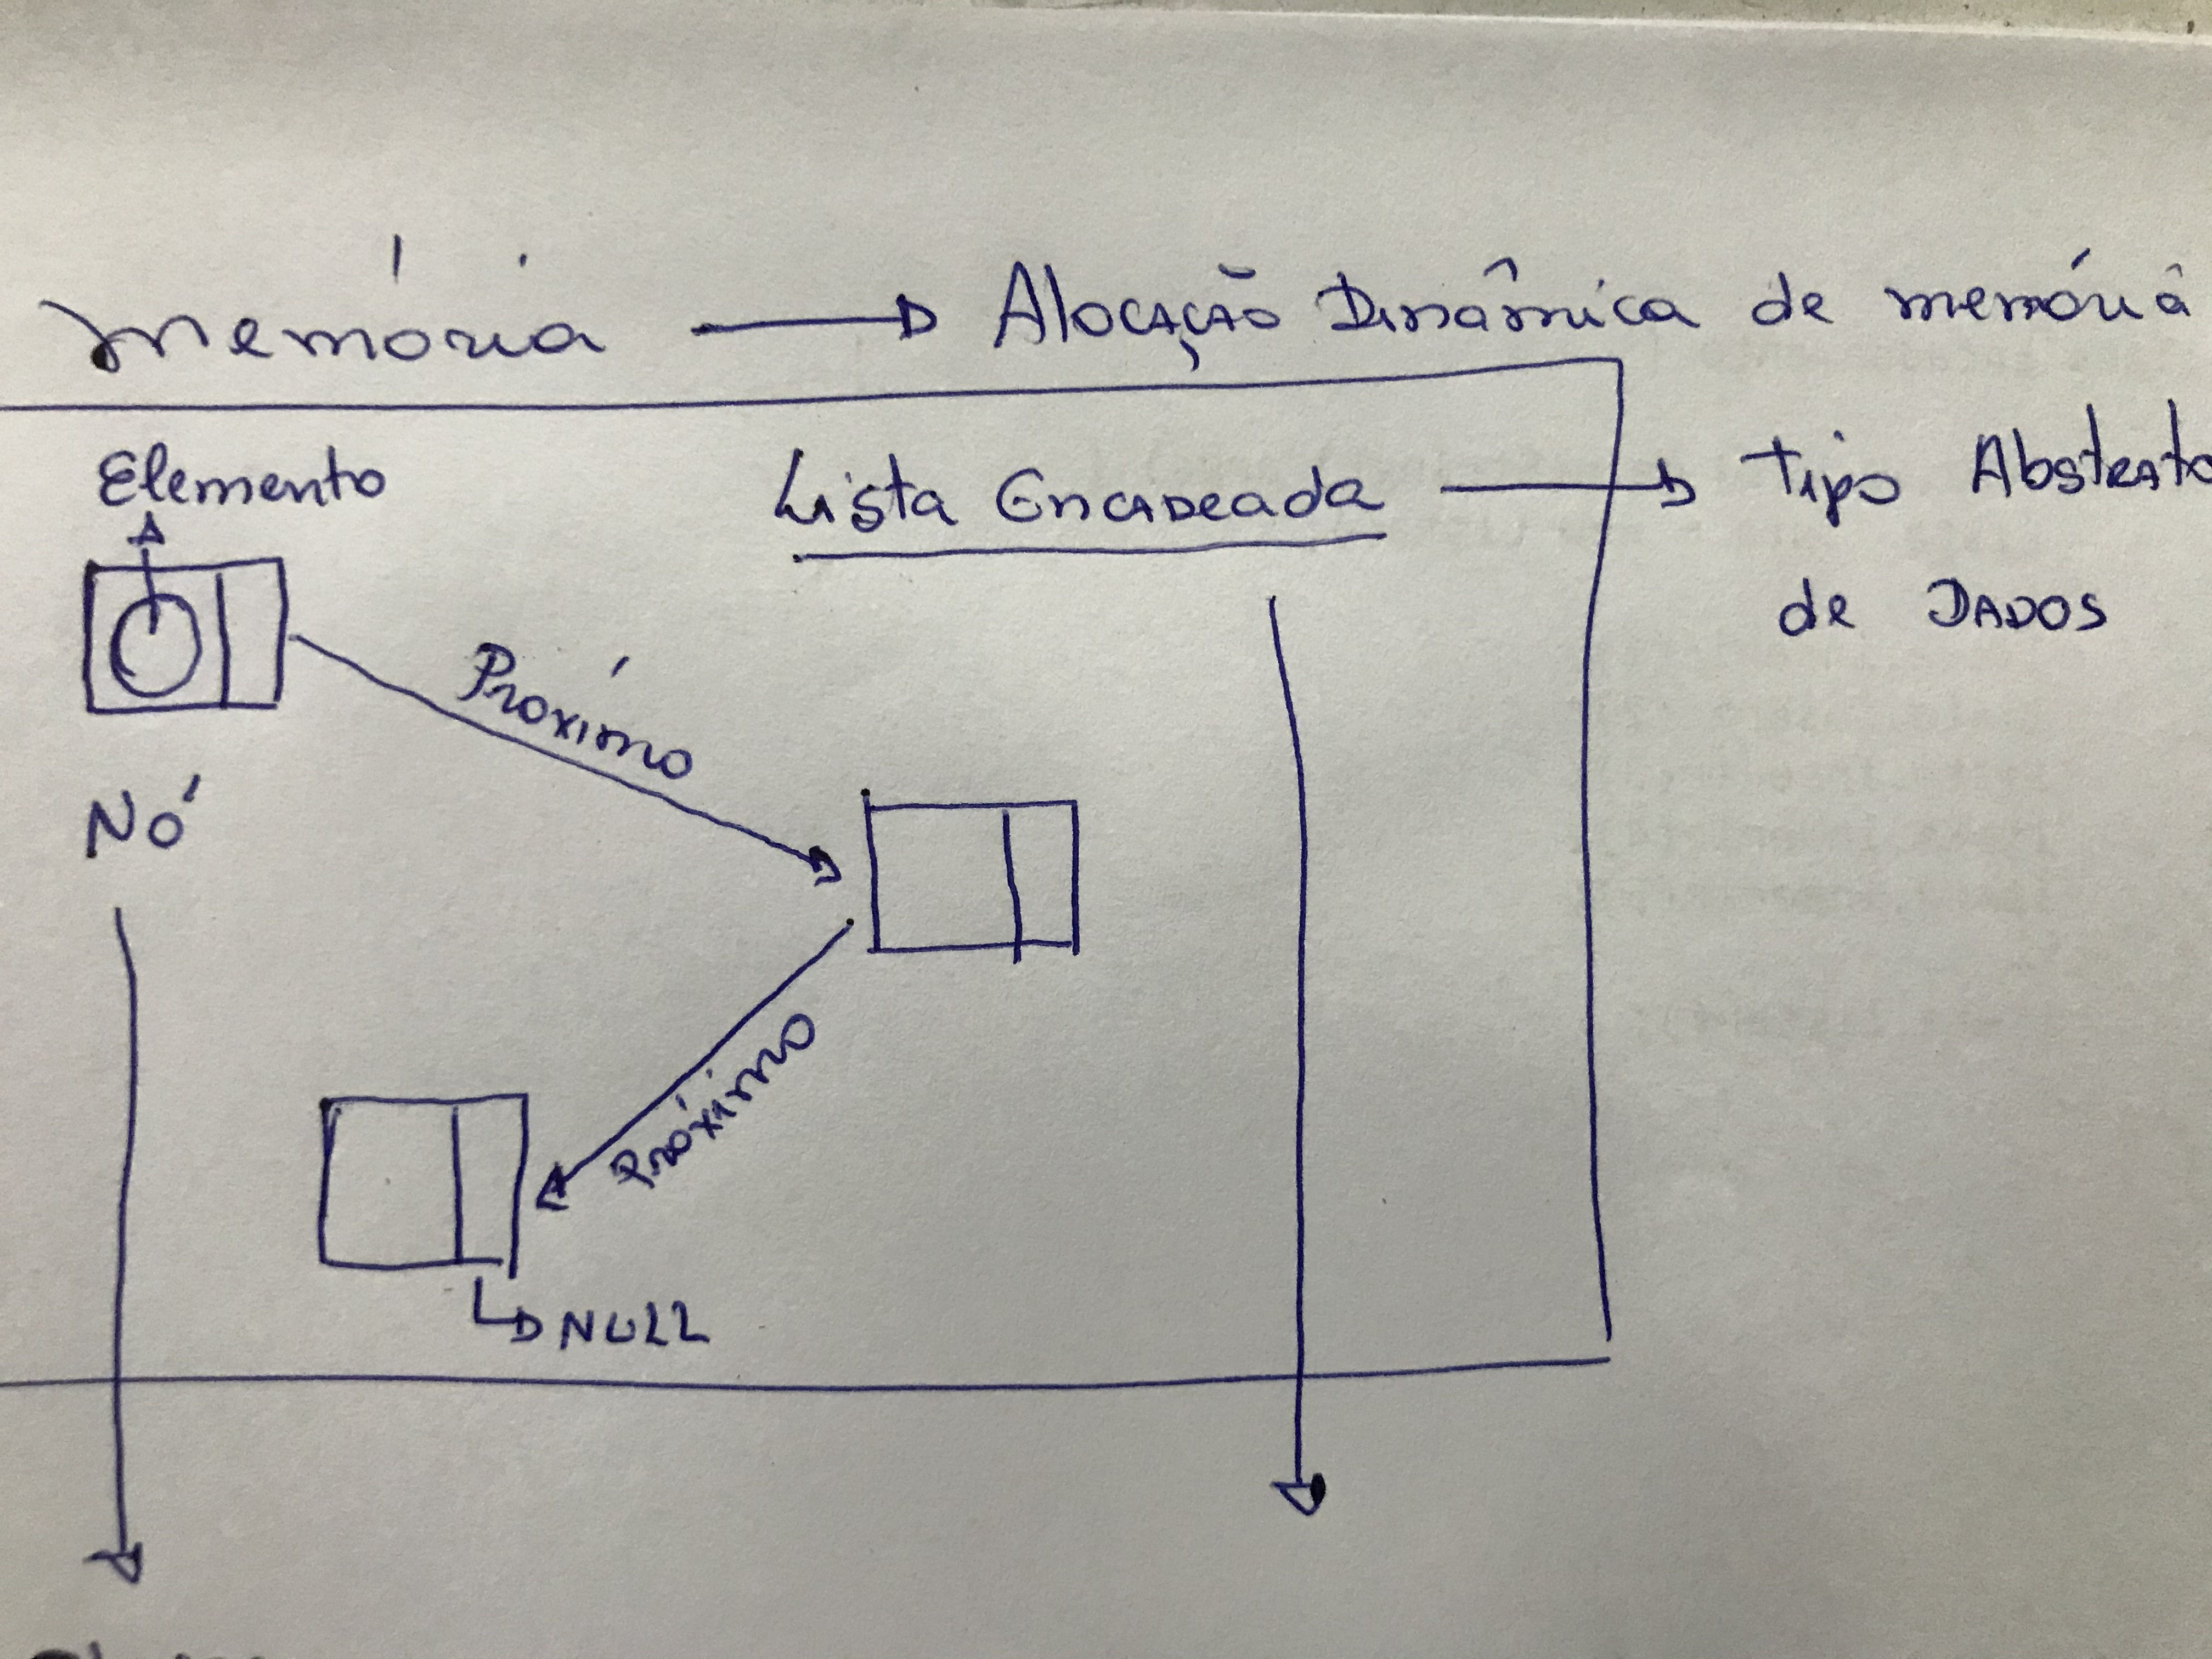 Memória → Alocação Dinâmica de memória
Elemento
Lista Encadeada → Tipo Abstrato
de Dados
Próximo
Nó
Próximo
NULL